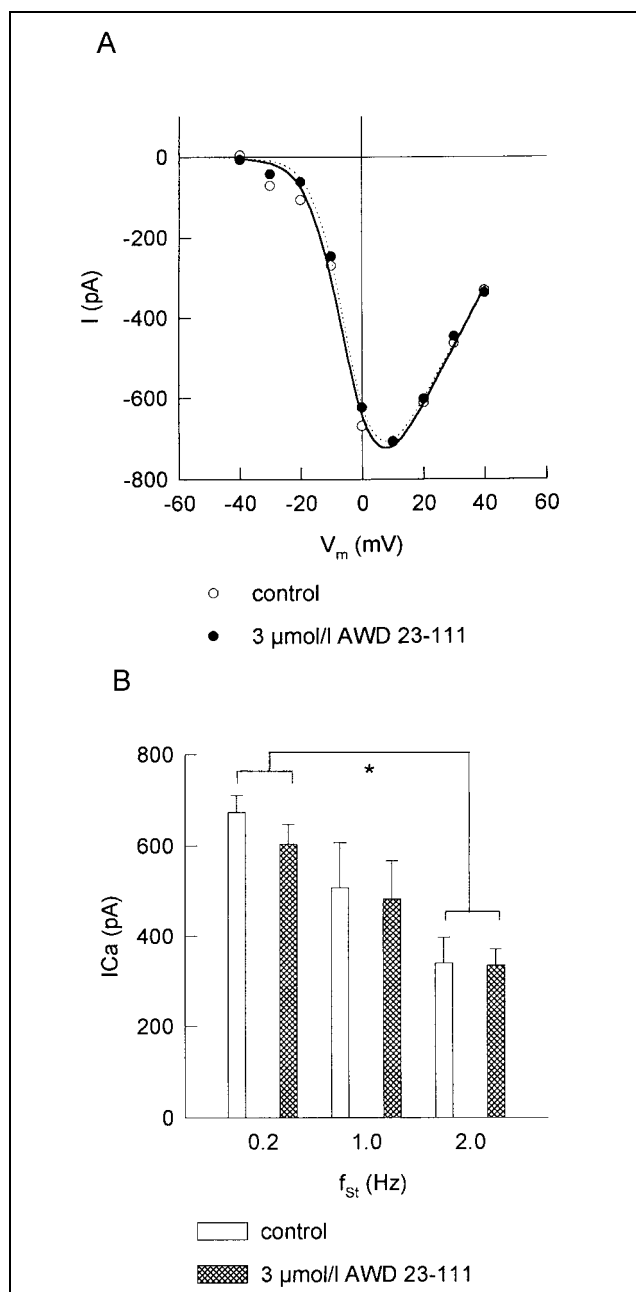 A
0
-200
-400
-600
-800
I (pA)
-60 -40 -20 0 20 40 60
V_m (mV)
control
3 µmol/l AWD 23-111
B
800
600
400
200
0
ICa (pA)
*
0.2 1.0 2.0
f_St (Hz)
control
3 µmol/l AWD 23-111